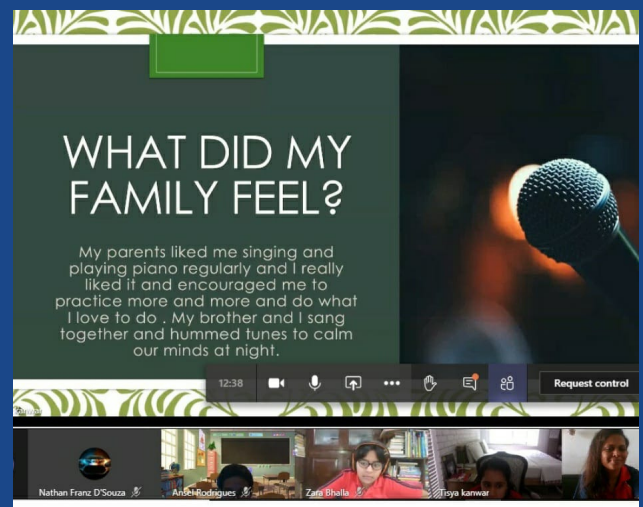 WHAT DID MY
FAMILY FEEL?
My parents liked me singing and
playing piano regularly and I really
liked it and encouraged me to
practice more and more and do what
I love to do . My brother and I sang
together and hummed tunes to calm
our minds at night.
12:38
Request control
Nathan Franz D'Souza
Ansel Rodrigues
Zara Bhalla
Tisya kanwar